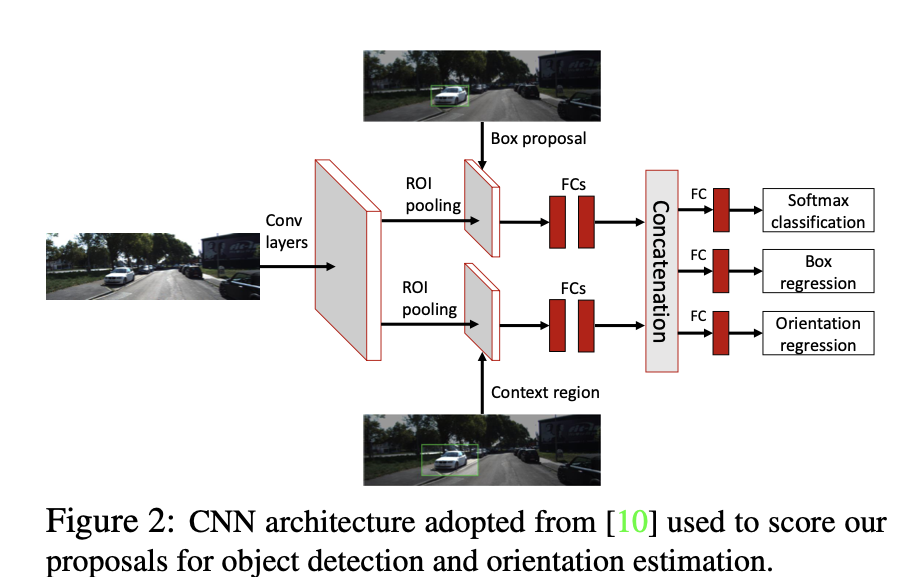 Box proposal
ROI
pooling
FCs
Conv
layers
Concatenation
FC
Softmax
classification
FC
Box
regression
ROI
pooling
FCs
FC
Orientation
regression
Context region
Figure 2: CNN architecture adopted from [10] used to score our
proposals for object detection and orientation estimation.